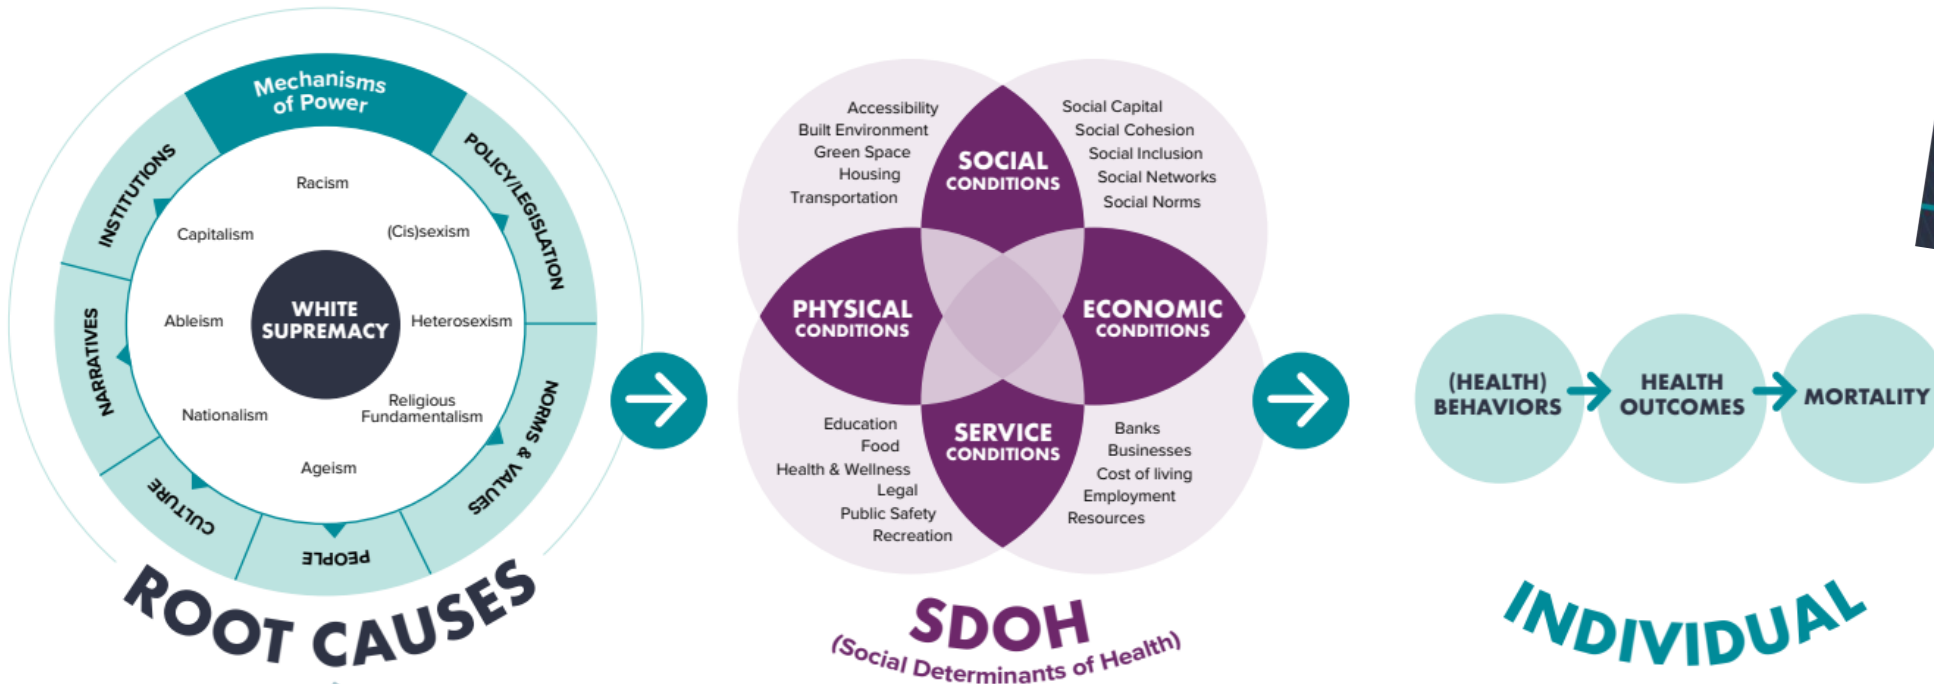 Mechanisms
of Power
POLICY/LEGISLATION
NORMS & VALUES
PEOPLE
CULTURE
NARRATIVES
INSTITUTIONS
Racism
(Cis)sexism
Heterosexism
Religious
Fundamentalism
Ageism
Nationalism
Ableism
Capitalism
WHITE
SUPREMACY
ROOT CAUSES
Accessibility
Built Environment
Green Space
Housing
Transportation
SOCIAL
CONDITIONS
Social Capital
Social Cohesion
Social Inclusion
Social Networks
Social Norms
PHYSICAL
CONDITIONS
ECONOMIC
CONDITIONS
Education
Food
Health & Wellness
Legal
Public Safety
Recreation
SERVICE
CONDITIONS
Banks
Businesses
Cost of living
Employment
Resources
SDOH
(Social Determinants of Health)
(HEALTH)
BEHAVIORS
HEALTH
OUTCOMES
MORTALITY
INDIVIDUAL